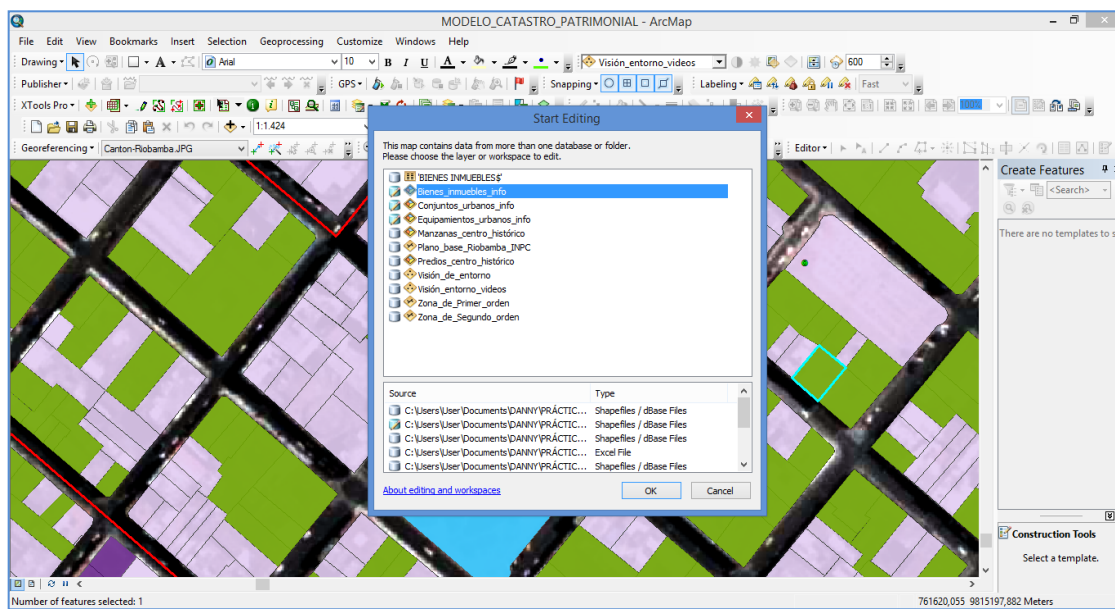 MODELO_CATASTRO_PATRIMONIAL - ArcMap
File Edit View Bookmarks Insert Selection Geoprocessing Customize Windows Help
Drawing Arial 10 B I U A Visión_entorno_videos 600
Publisher GPS Snapping Labeling Fast
XTools Pro 100%
1:1.424
Georeferencing Canton-Riobamba.JPG Editor
Start Editing
This map contains data from more than one database or folder.
Please choose the layer or workspace to edit.
'BIENES INMUEBLES$'
Bienes_inmuebles_info
Conjuntos_urbanos_info
Equipamientos_urbanos_info
Manzanas_centro_histórico
Plano_base_Riobamba_INPC
Predios_centro_histórico
Visión_de_entorno
Visión_entorno_videos
Zona_de_Primer_orden
Zona_de_Segundo_orden
Source Type
C:\Users\User\Documents\DANNY\PRÁCTIC... Shapefiles / dBase Files
C:\Users\User\Documents\DANNY\PRÁCTIC... Shapefiles / dBase Files
C:\Users\User\Documents\DANNY\PRÁCTIC... Shapefiles / dBase Files
C:\Users\User\Documents\DANNY\PRÁCTIC... Excel File
C:\Users\User\Documents\DANNY\PRÁCTIC... Shapefiles / dBase Files
About editing and workspaces OK Cancel
Create Features
<Search>
There are no templates to s
Construction Tools
Select a template.
Number of features selected: 1 761620,055 9815197,882 Meters